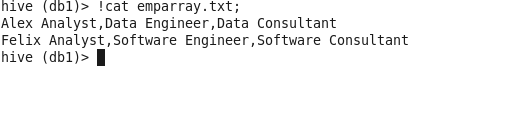 hive (db1)> !cat emparray.txt;
Alex Analyst,Data Engineer,Data Consultant
Felix Analyst,Software Engineer,Software Consultant
hive (db1)>